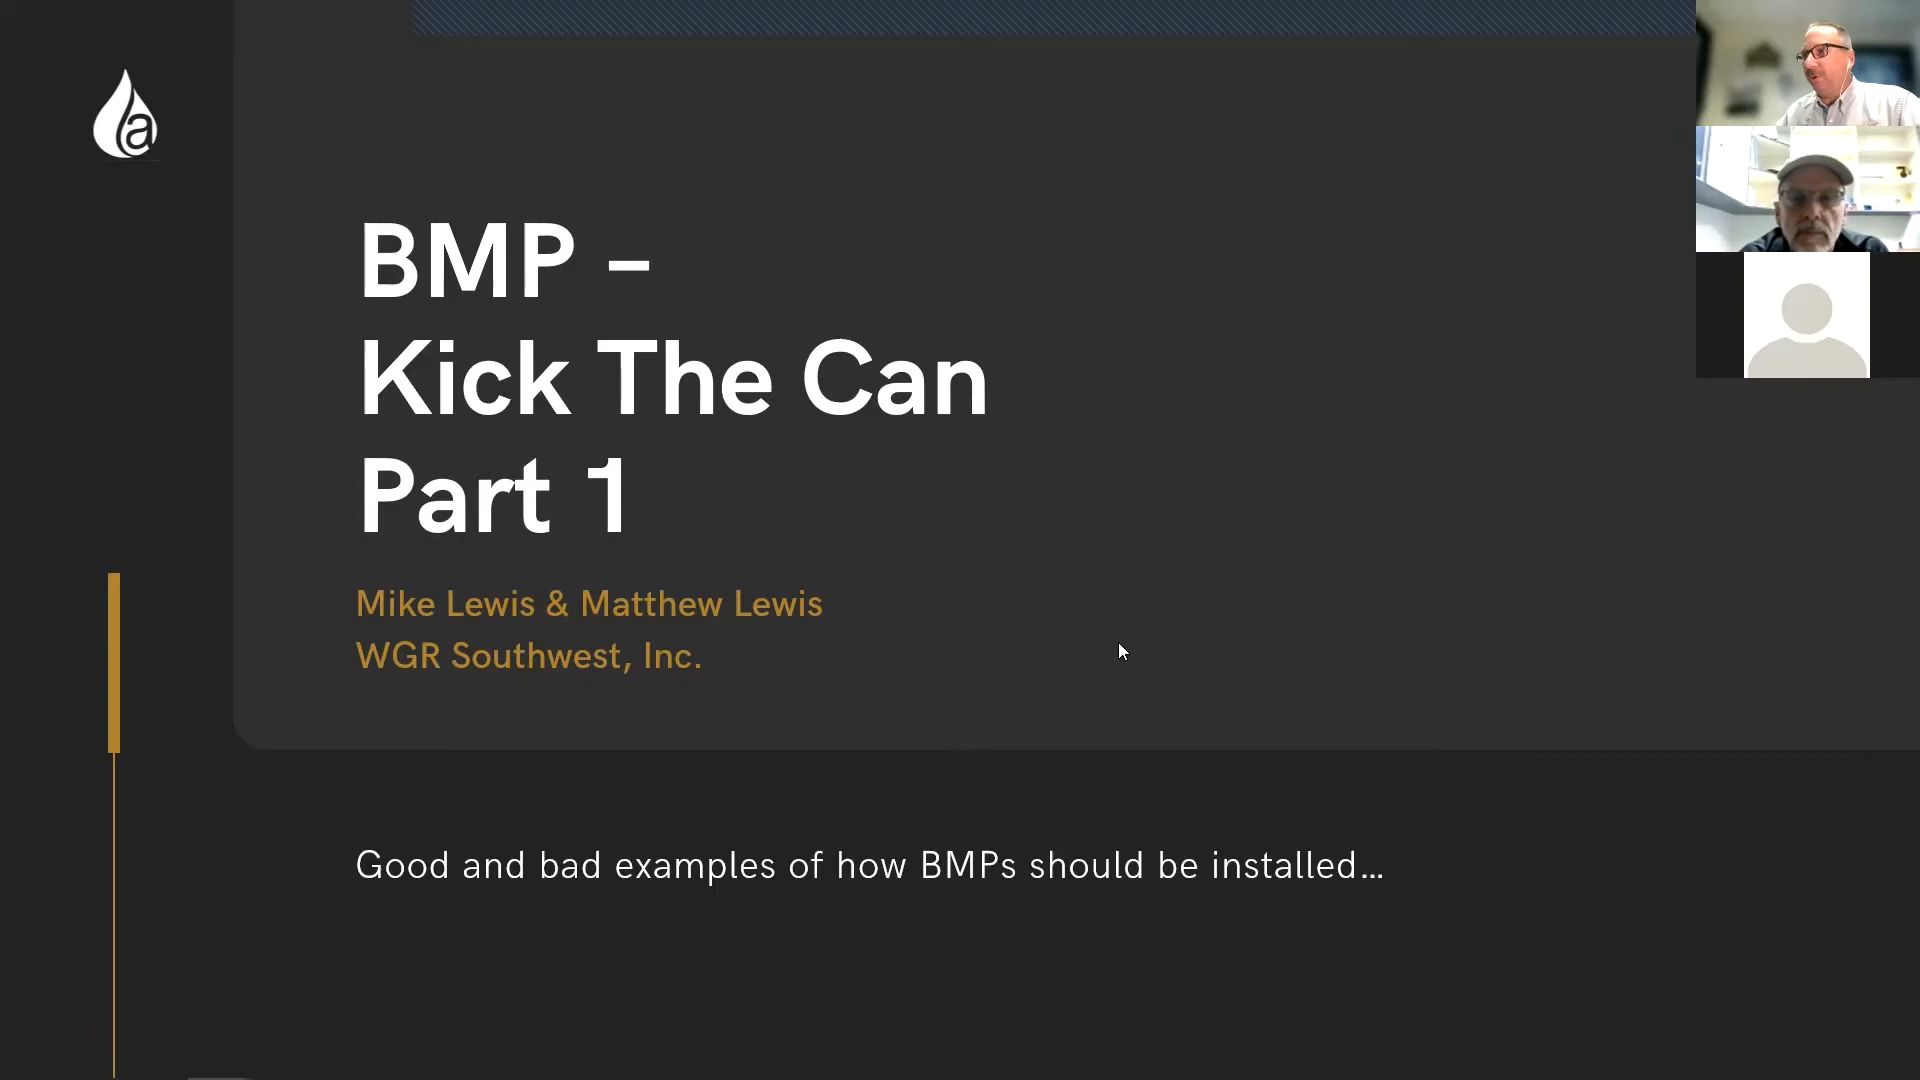 a
BMP –
Kick The Can
Part 1
Mike Lewis & Matthew Lewis
WGR Southwest, Inc.
Good and bad examples of how BMPs should be installed...